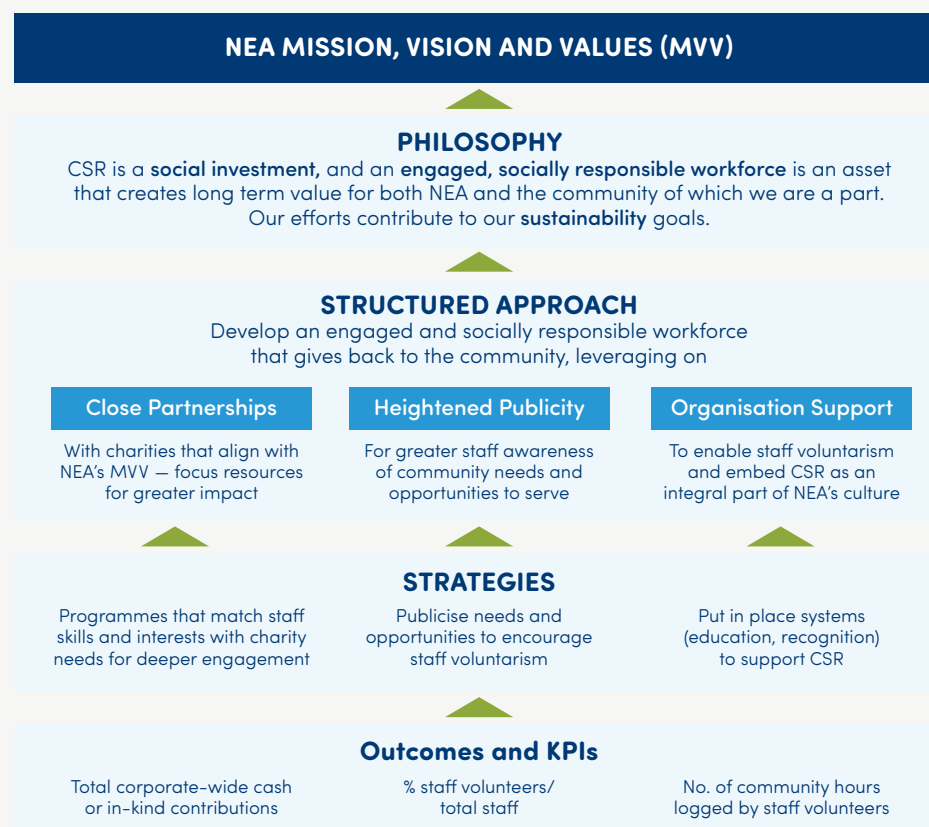 NEA MISSION, VISION AND VALUES (MVV)
PHILOSOPHY
CSR is a social investment, and an engaged, socially responsible workforce is an asset
that creates long term value for both NEA and the community of which we are a part.
Our efforts contribute to our sustainability goals.
STRUCTURED APPROACH
Develop an engaged and socially responsible workforce
that gives back to the community, leveraging on
Close Partnerships
With charities that align with
NEA’s MVV — focus resources
for greater impact
Heightened Publicity
For greater staff awareness
of community needs and
opportunities to serve
Organisation Support
To enable staff voluntarism
and embed CSR as an
integral part of NEA’s culture
STRATEGIES
Programmes that match staff
skills and interests with charity
needs for deeper engagement
Publicise needs and
opportunities to encourage
staff voluntarism
Put in place systems
(education, recognition)
to support CSR
Outcomes and KPIs
Total corporate-wide cash
or in-kind contributions
% staff volunteers/
total staff
No. of community hours
logged by staff volunteers